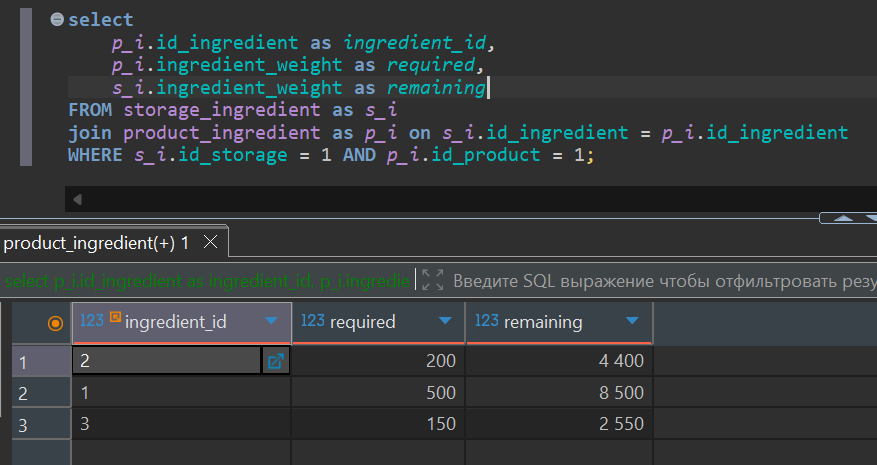 select
p_i.id_ingredient as ingredient_id,
p_i.ingredient_weight as required,
s_i.ingredient_weight as remaining
FROM storage_ingredient as s_i
join product_ingredient as p_i on s_i.id_ingredient = p_i.id_ingredient
WHERE s_i.id_storage = 1 AND p_i.id_product = 1;
product_ingredient(+) 1
select p_i.id_ingredient as ingredient_id, p_i.ingredie Введите SQL выражение чтобы отфильтровать резу
123 ingredient_id 123 required 123 remaining
1 2 200 4 400
2 1 500 8 500
3 3 150 2 550